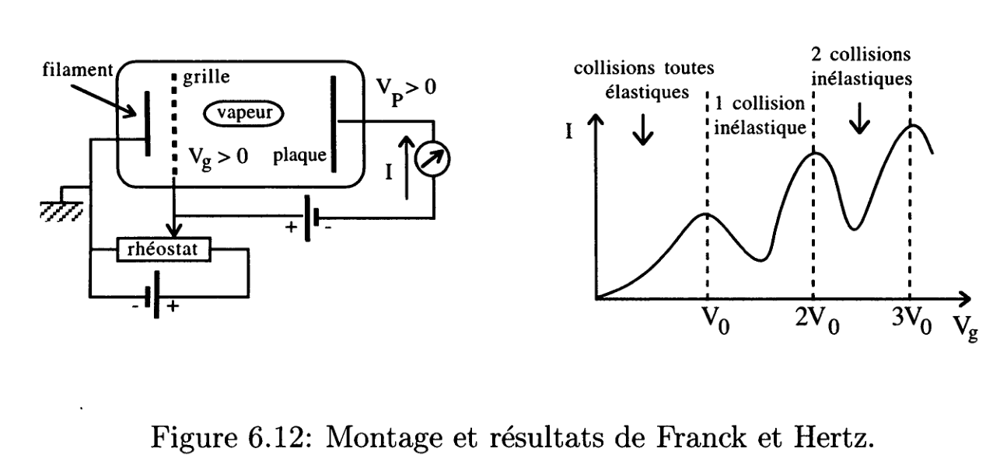 filament
grille
vapeur
V_P > 0
V_g > 0
plaque
I
+ -
rhéostat
- +
collisions toutes
élastiques
1 collision
inélastique
2 collisions
inélastiques
I
V_0
2V_0
3V_0
V_g
Figure 6.12: Montage et résultats de Franck et Hertz.